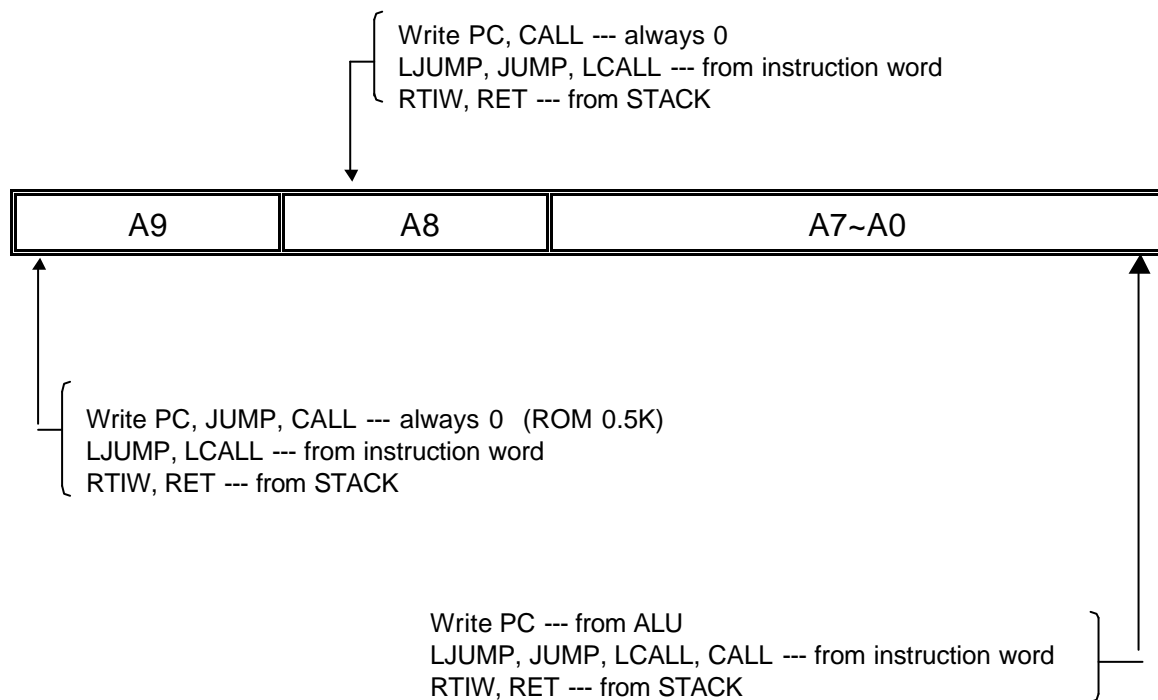 Write PC, CALL --- always 0
LJUMP, JUMP, LCALL --- from instruction word
RTIW, RET --- from STACK
A9 A8 A7~A0
Write PC, JUMP, CALL --- always 0 (ROM 0.5K)
LJUMP, LCALL --- from instruction word
RTIW, RET --- from STACK
Write PC --- from ALU
LJUMP, JUMP, LCALL, CALL --- from instruction word
RTIW, RET --- from STACK